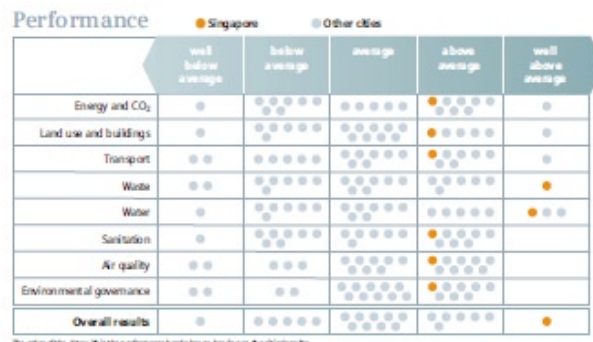 Performance
Singapore
Other cities
well below average
below average
average
above average
well above average
Energy and CO₂
Land use and buildings
Transport
Waste
Water
Sanitation
Air quality
Environmental governance
Overall results